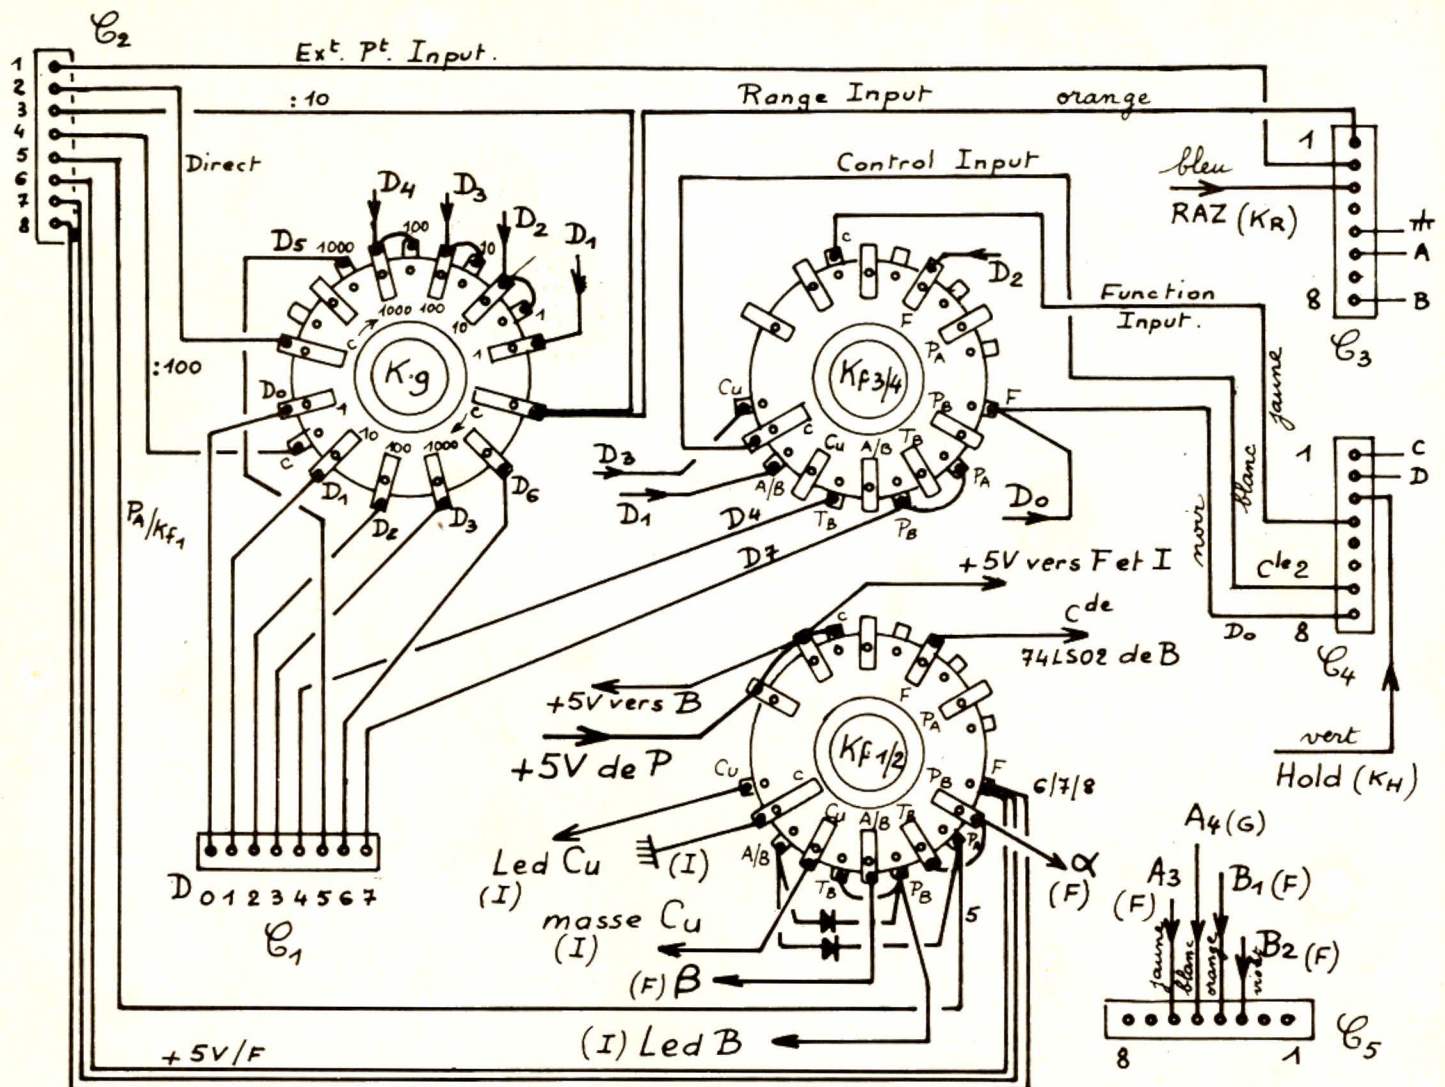 C2
Ext. Pt. Input.
1
2
3
4
5
6
7
8
:10
Range Input
orange
Direct
Control Input
bleu
RAZ (KR)
1
8
A
B
C3
D4
D3
D2
D1
D5
1000
100
10
1
1000
100
10
1
c
Kg
:100
D0
1
10
100
1000
c
c
D1
D2
D3
D6
PA/Kf1
c
D2
F
PA
Kf3/4
Cu
PB
F
c
Cu
A/B
TB
PA
A/B
TB
PB
D3
D1
D4
D7
D0
Function
Input.
jaune
blanc
noir
1
C
D
Cle2
D0
8
C4
vert
Hold (KH)
+5V vers F et I
Cde
74LS02 de B
+5V vers B
+5V de P
c
F
PA
Kf1/2
Cu
PB
F
6/7/8
c
Cu
A/B
TB
PA
A/B
TB
PB
Led Cu
(I)
(I)
α
(F)
masse Cu
(I)
5
(F) β
(I) Led B
D 0 1 2 3 4 5 6 7
C1
+5V/F
A4 (G)
A3
(F)
B1 (F)
B2 (F)
jaune
blanc
orange
8
1
C5